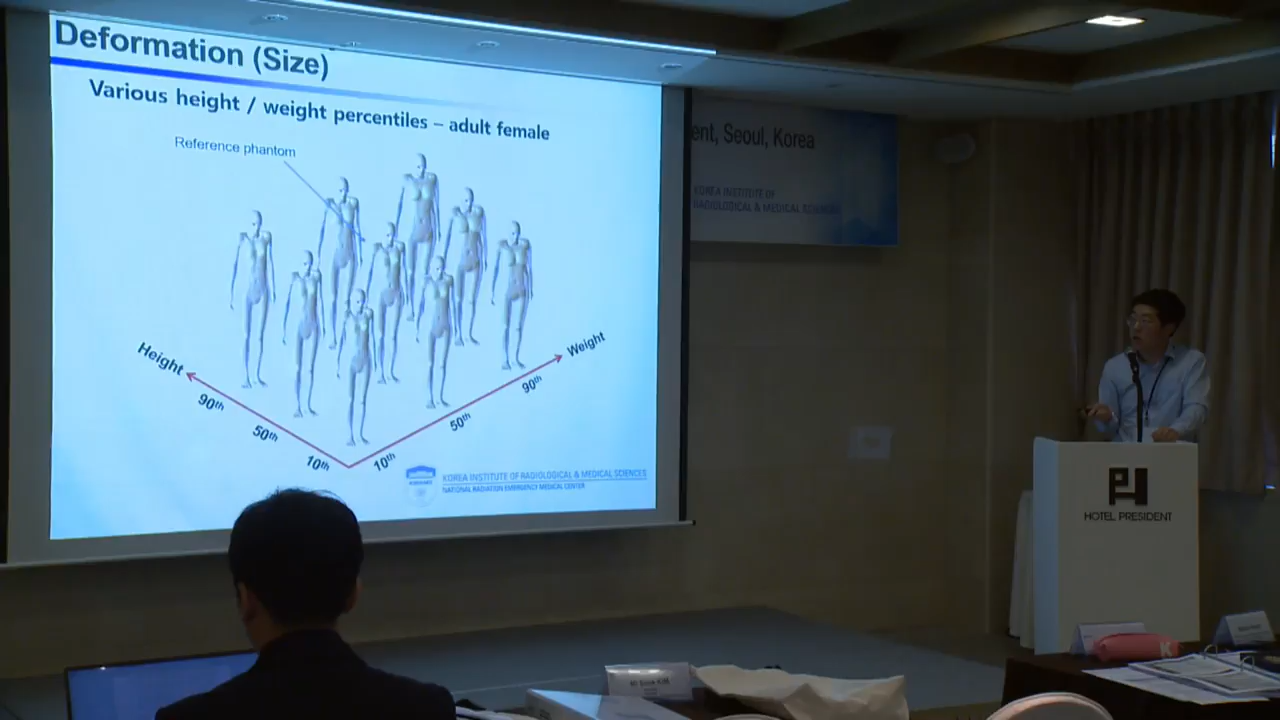 Deformation (Size)
Various height / weight percentiles – adult female
Reference phantom
Height
90th
50th
10th
10th
50th
90th
Weight
KOREA INSTITUTE OF RADIOLOGICAL & MEDICAL SCIENCES
NATIONAL RADIATION EMERGENCY MEDICAL CENTER
ent, Seoul, Korea
KOREA INSTITUTE OF
RADIOLOGICAL & MEDICAL SCIENCES
HOTEL PRESIDENT